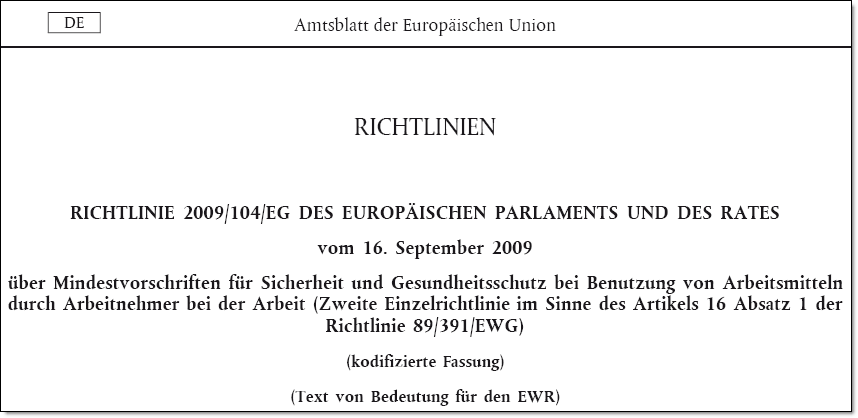 DE
Amtsblatt der Europäischen Union
RICHTLINIEN
RICHTLINIE 2009/104/EG DES EUROPÄISCHEN PARLAMENTS UND DES RATES
vom 16. September 2009
über Mindestvorschriften für Sicherheit und Gesundheitsschutz bei Benutzung von Arbeitsmitteln
durch Arbeitnehmer bei der Arbeit (Zweite Einzelrichtlinie im Sinne des Artikels 16 Absatz 1 der
Richtlinie 89/391/EWG)
(kodifizierte Fassung)
(Text von Bedeutung für den EWR)